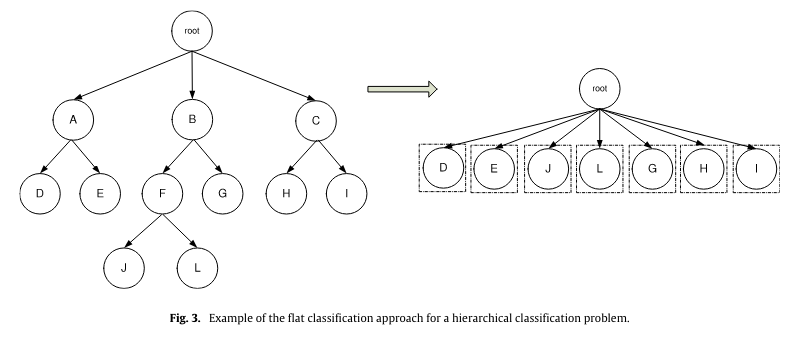 root
A B C
D E F G H I
J L
root
D E J L G H I
Fig. 3. Example of the flat classification approach for a hierarchical classification problem.